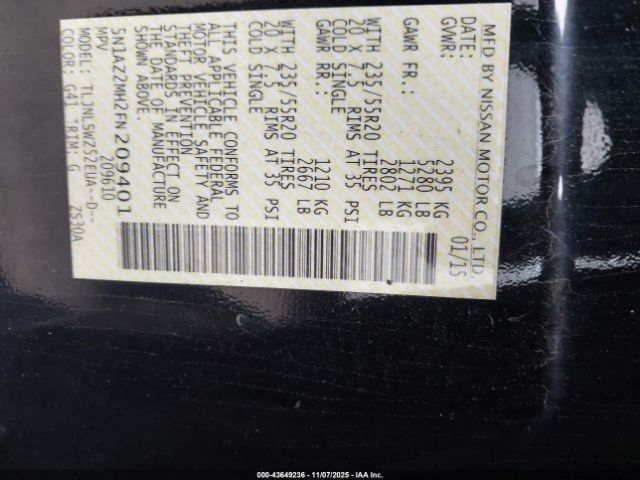 MFD BY NISSAN MOTOR CO., LTD
DATE: 01/15
GVWR: 2395 KG
5280 LB
GAWR FR.: 1271 KG
2802 LB
WITH 235/55R20 TIRES
20 X 7.5 RIMS AT 35 PSI
COLD SINGLE
GAWR RR.: 1210 KG
2667 LB
WITH 235/55R20 TIRES
20 X 7.5 RIMS AT 35 PSI
COLD SINGLE
THIS VEHICLE CONFORMS TO
ALL APPLICABLE FEDERAL
MOTOR VEHICLE SAFETY AND
THEFT PREVENTION
STANDARDS IN EFFECT ON
THE DATE OF MANUFACTURE
SHOWN ABOVE.
5N1AZ2MH2FN209401
MPV 209610
MODEL: TLJNLSWZ52EUA--D--
COLOR: G41 TRIM: G ZS30A
000-43649236 - 11/07/2025 - IAA Inc.